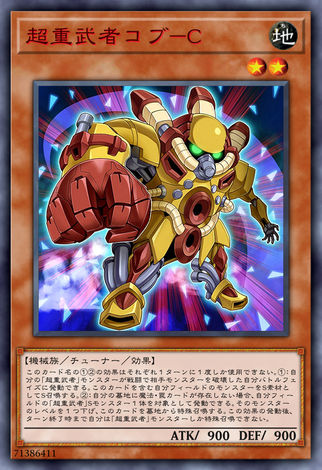 超重武者コブ-C
地
[機械族/チューナー/効果]
このカード名の①②の効果はそれぞれ1ターンに1度しか使用できない。①:自
分の「超重武者」モンスターが戦闘で相手モンスターを破壊した自分バトルフェ
イズに発動できる。このカードを含む自分フィールドのモンスターをS素材とし
てS召喚する。②:自分の墓地に魔法・罠カードが存在しない場合、自分フィー
ルドの「超重武者」Sモンスター1体を対象として発動できる。そのモンスター
のレベルを1つ下げ、このカードを墓地から特殊召喚する。この効果の発動後、
ターン終了時まで自分は「超重武者」モンスターしか特殊召喚できない。
ATK/ 900 DEF/ 900
71386411